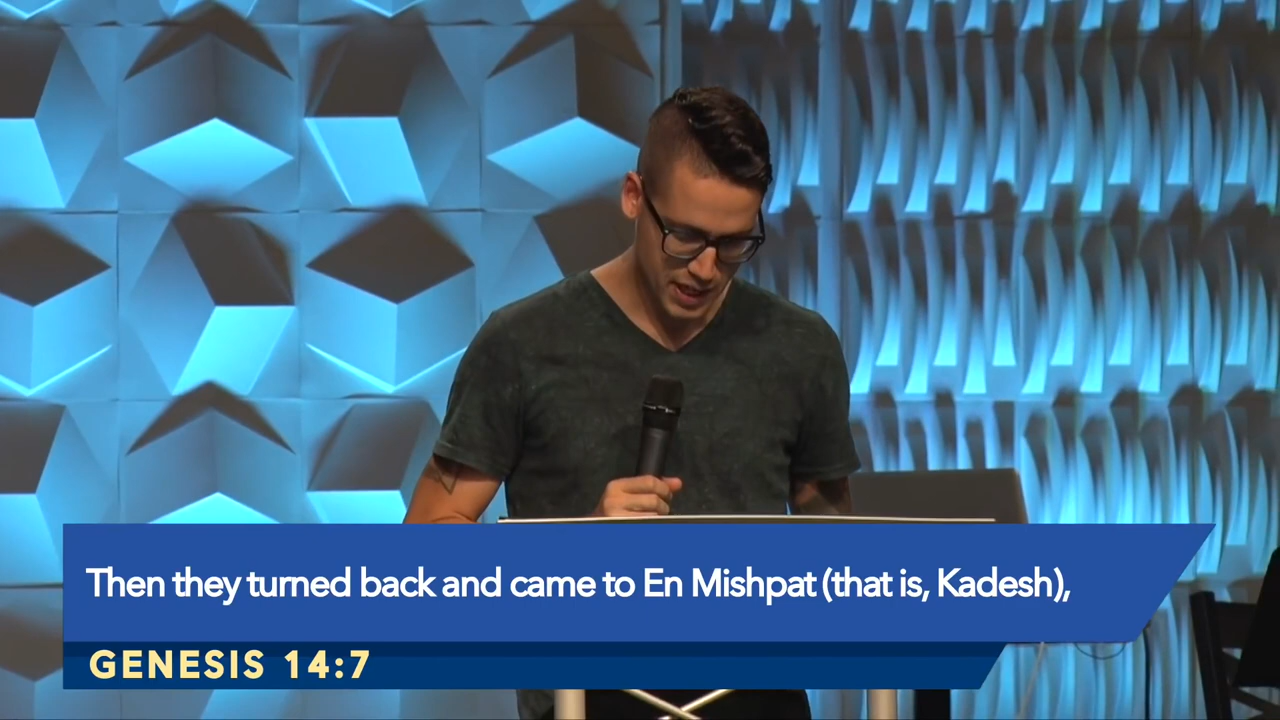 Then they turned back and came to En Mishpat (that is, Kadesh),
GENESIS 14:7